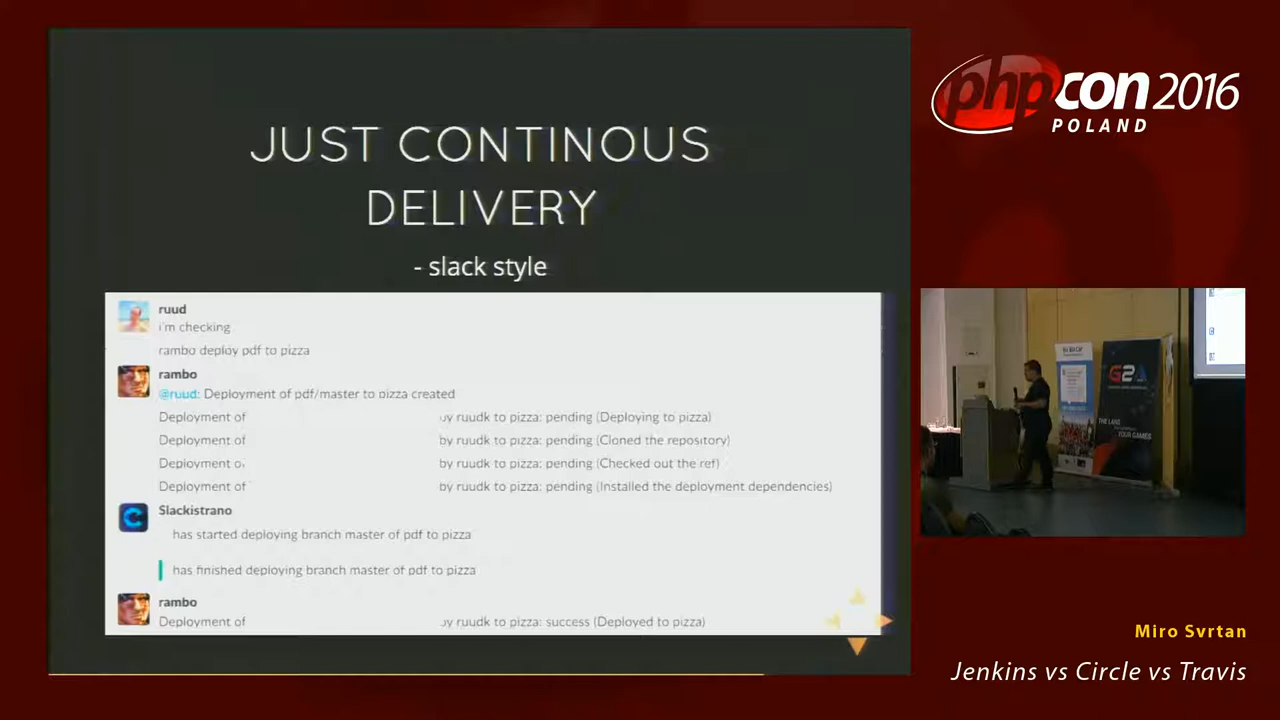 JUST CONTINOUS
DELIVERY
- slack style
ruud
i'm checking
rambo deploy pdf to pizza
rambo
@ruud: Deployment of pdf/master to pizza created
Deployment of by ruudk to pizza: pending (Deploying to pizza)
Deployment of by ruudk to pizza: pending (Cloned the repository)
Deployment of by ruudk to pizza: pending (Checked out the ref)
Deployment of by ruudk to pizza: pending (Installed the deployment dependencies)
Slackistrano
has started deploying branch master of pdf to pizza
has finished deploying branch master of pdf to pizza
rambo
Deployment of by ruudk to pizza: success (Deployed to pizza)
phpcon 2016
POLAND
G2A
YOUR GAMES
Miro Svrtan
Jenkins vs Circle vs Travis